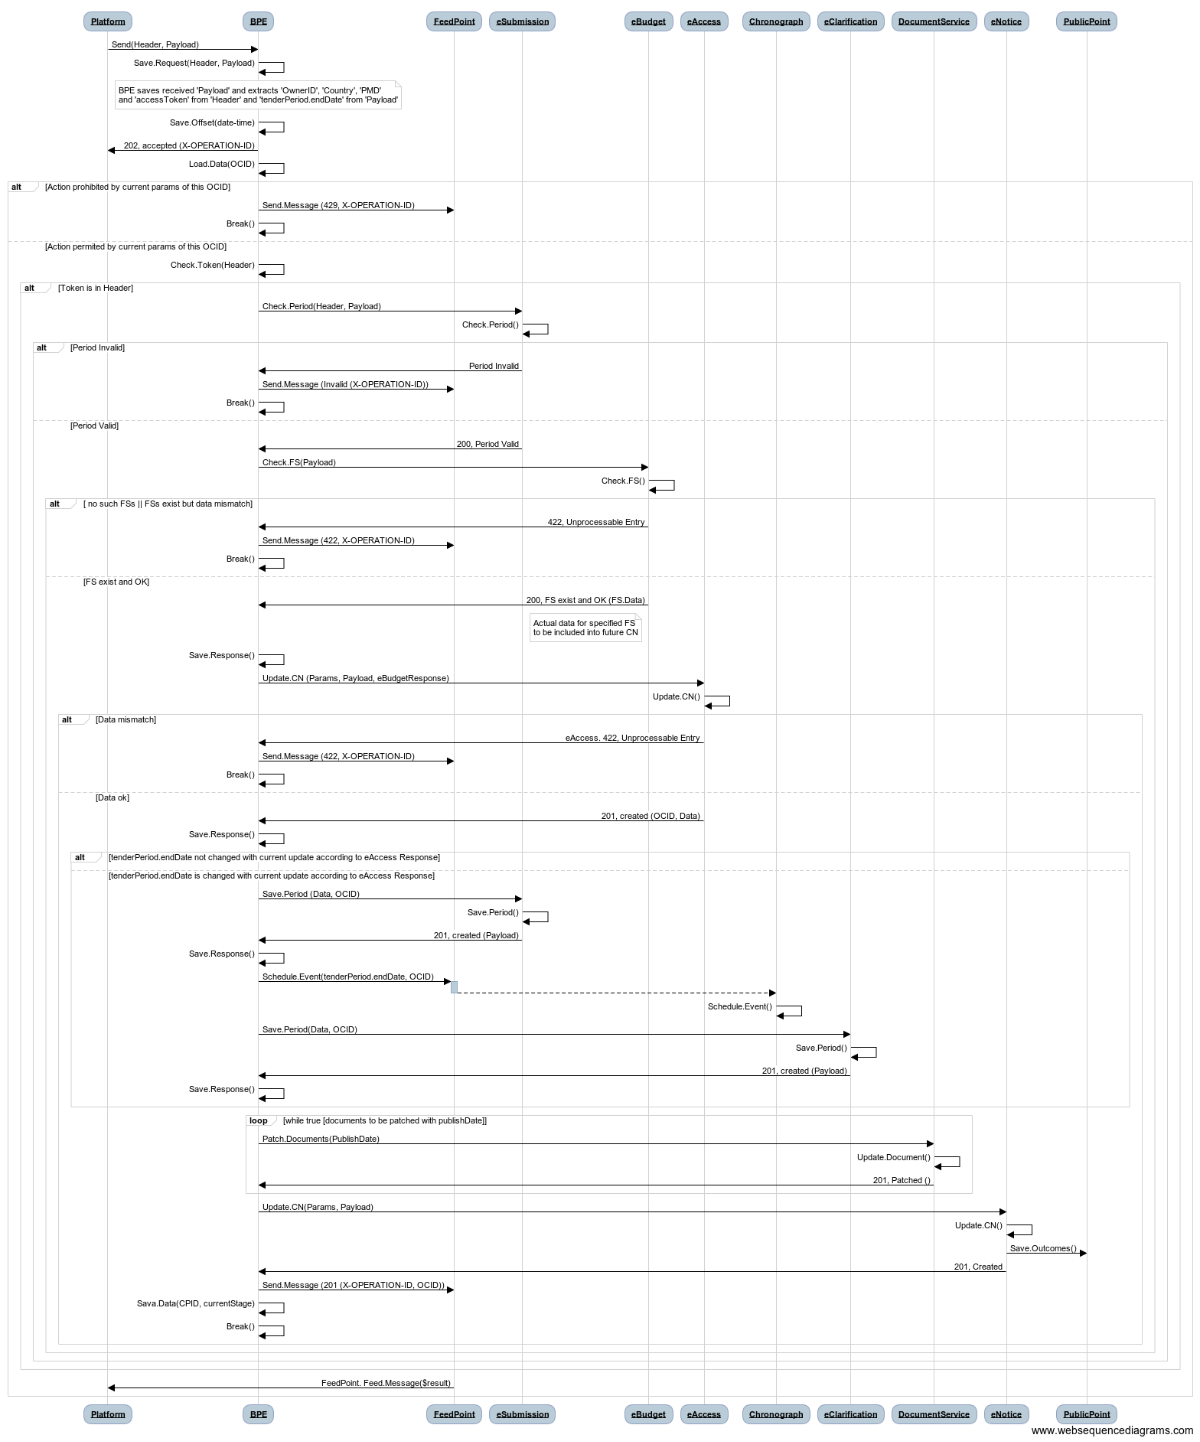 Platform BPE FeedPoint eSubmission eBudget eAccess Chronograph eClarification DocumentService eNotice PublicPoint
Send(Header, Payload)
Save.Request(Header, Payload)
BPE saves received 'Payload' and extracts 'OwnerID', 'Country', 'PMD'
and 'accessToken' from 'Header' and 'tenderPeriod.endDate' from 'Payload'
Save.Offset(date-time)
202, accepted (X-OPERATION-ID)
Load.Data(OCID)
alt [Action prohibited by current params of this OCID]
Send.Message (429, X-OPERATION-ID)
Break()
[Action permited by current params of this OCID]
Check.Token(Header)
alt [Token is in Header]
Check.Period(Header, Payload)
Check.Period()
alt [Period Invalid]
Period Invalid
Send.Message (Invalid (X-OPERATION-ID))
Break()
[Period Valid]
200, Period Valid
Check.FS(Payload)
Check.FS()
alt [ no such FSs || FSs exist but data mismatch]
422, Unprocessable Entry
Send.Message (422, X-OPERATION-ID)
Break()
[FS exist and OK]
200, FS exist and OK (FS.Data)
Actual data for specified FS
to be included into future CN
Save.Response()
Update.CN (Params, Payload, eBudgetResponse)
Update.CN()
alt [Data mismatch]
eAccess. 422, Unprocessable Entry
Send.Message (422, X-OPERATION-ID)
Break()
[Data ok]
201, created (OCID, Data)
Save.Response()
alt [tenderPeriod.endDate not changed with current update according to eAccess Response]
[tenderPeriod.endDate is changed with current update according to eAccess Response]
Save.Period (Data, OCID)
Save.Period()
201, created (Payload)
Save.Response()
Schedule.Event(tenderPeriod.endDate, OCID)
Schedule.Event()
Save.Period(Data, OCID)
Save.Period()
201, created (Payload)
Save.Response()
loop [while true [documents to be patched with publishDate]]
Patch.Documents(PublishDate)
Update.Document()
201, Patched ()
Update.CN(Params, Payload)
Update.CN()
Save.Outcomes()
201, Created
Send.Message (201 (X-OPERATION-ID, OCID))
Sava.Data(CPID, currentStage)
Break()
FeedPoint. Feed.Message($result)
Platform BPE FeedPoint eSubmission eBudget eAccess Chronograph eClarification DocumentService eNotice PublicPoint
www.websequencediagrams.com